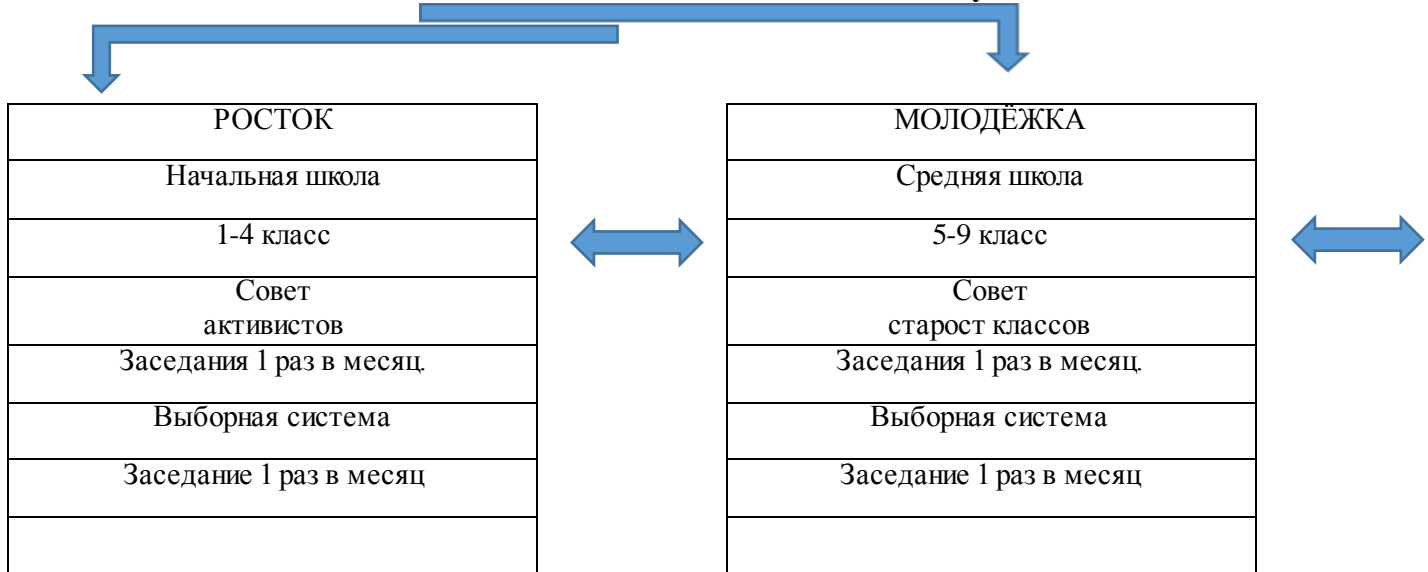 РОСТОК
Начальная школа
1-4 класс
Совет
активистов
Заседания 1 раз в месяц.
Выборная система
Заседание 1 раз в месяц
МОЛОДЁЖКА
Средняя школа
5-9 класс
Совет
старост классов
Заседания 1 раз в месяц.
Выборная система
Заседание 1 раз в месяц